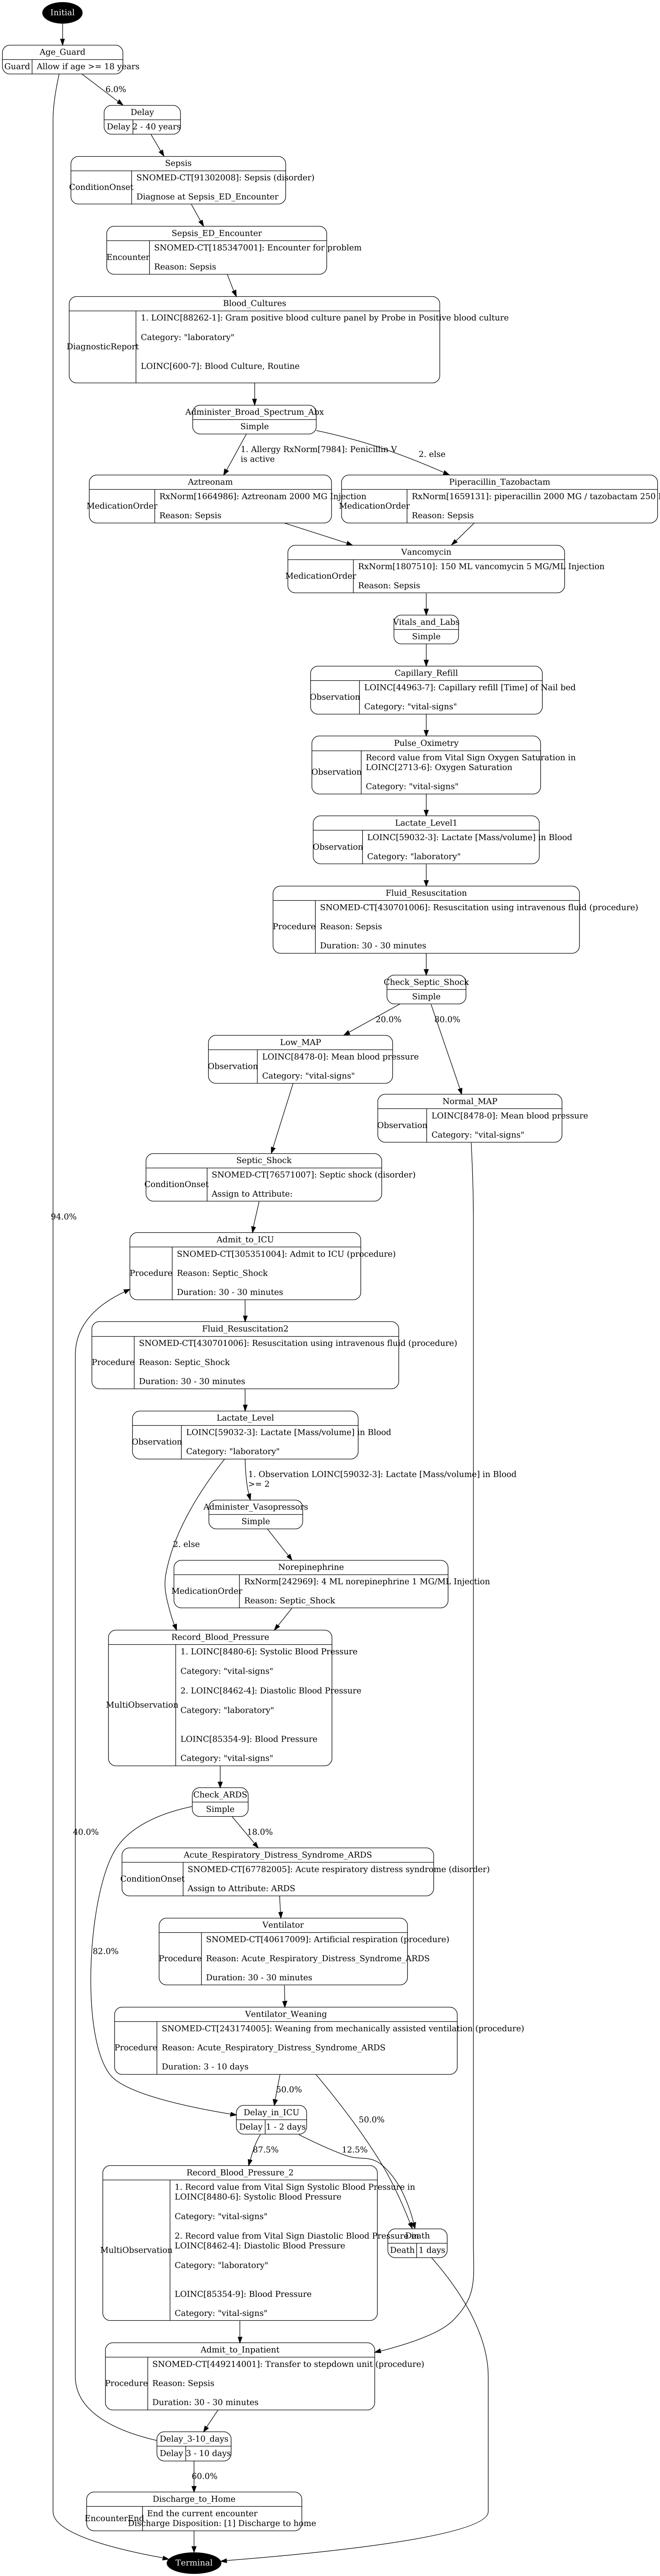 Initial
Age_Guard
Guard
Allow if age >= 18 years
6.0%
Delay
Delay
2 - 40 years
Sepsis
ConditionOnset
SNOMED-CT[91302008]: Sepsis (disorder)
Diagnose at Sepsis_ED_Encounter
Sepsis_ED_Encounter
Encounter
SNOMED-CT[185347001]: Encounter for problem
Reason: Sepsis
Blood_Cultures
DiagnosticReport
1. LOINC[88262-1]: Gram positive blood culture panel by Probe in Positive blood culture
Category: "laboratory"
LOINC[600-7]: Blood Culture, Routine
Administer_Broad_Spectrum_Abx
Simple
1. Allergy RxNorm[7984]: Penicillin V
is active
2. else
Aztreonam
MedicationOrder
RxNorm[1664986]: Aztreonam 2000 MG Injection
Reason: Sepsis
Piperacillin_Tazobactam
MedicationOrder
RxNorm[1659131]: piperacillin 2000 MG / tazobactam 250
Reason: Sepsis
Vancomycin
MedicationOrder
RxNorm[1807510]: 150 ML vancomycin 5 MG/ML Injection
Reason: Sepsis
Vitals_and_Labs
Simple
Capillary_Refill
Observation
LOINC[44963-7]: Capillary refill [Time] of Nail bed
Category: "vital-signs"
Pulse_Oximetry
Observation
Record value from Vital Sign Oxygen Saturation in
LOINC[2713-6]: Oxygen Saturation
Category: "vital-signs"
Lactate_Level1
Observation
LOINC[59032-3]: Lactate [Mass/volume] in Blood
Category: "laboratory"
Fluid_Resuscitation
Procedure
SNOMED-CT[430701006]: Resuscitation using intravenous fluid (procedure)
Reason: Sepsis
Duration: 30 - 30 minutes
Check_Septic_Shock
Simple
20.0%
80.0%
Low_MAP
Observation
LOINC[8478-0]: Mean blood pressure
Category: "vital-signs"
Normal_MAP
Observation
LOINC[8478-0]: Mean blood pressure
Category: "vital-signs"
Septic_Shock
ConditionOnset
SNOMED-CT[76571007]: Septic shock (disorder)
Assign to Attribute:
94.0%
Admit_to_ICU
Procedure
SNOMED-CT[305351004]: Admit to ICU (procedure)
Reason: Septic_Shock
Duration: 30 - 30 minutes
Fluid_Resuscitation2
Procedure
SNOMED-CT[430701006]: Resuscitation using intravenous fluid (procedure)
Reason: Septic_Shock
Duration: 30 - 30 minutes
Lactate_Level
Observation
LOINC[59032-3]: Lactate [Mass/volume] in Blood
Category: "laboratory"
1. Observation LOINC[59032-3]: Lactate [Mass/volume] in Blood
>= 2
Administer_Vasopressors
Simple
2. else
Norepinephrine
MedicationOrder
RxNorm[242969]: 4 ML norepinephrine 1 MG/ML Injection
Reason: Septic_Shock
Record_Blood_Pressure
MultiObservation
1. LOINC[8480-6]: Systolic Blood Pressure
Category: "vital-signs"
2. LOINC[8462-4]: Diastolic Blood Pressure
Category: "laboratory"
LOINC[85354-9]: Blood Pressure
Category: "vital-signs"
Check_ARDS
Simple
40.0%
18.0%
Acute_Respiratory_Distress_Syndrome_ARDS
ConditionOnset
SNOMED-CT[67782005]: Acute respiratory distress syndrome (disorder)
Assign to Attribute: ARDS
82.0%
Ventilator
Procedure
SNOMED-CT[40617009]: Artificial respiration (procedure)
Reason: Acute_Respiratory_Distress_Syndrome_ARDS
Duration: 30 - 30 minutes
Ventilator_Weaning
Procedure
SNOMED-CT[243174005]: Weaning from mechanically assisted ventilation (procedure)
Reason: Acute_Respiratory_Distress_Syndrome_ARDS
Duration: 3 - 10 days
50.0%
50.0%
Delay_in_ICU
Delay
1 - 2 days
87.5%
12.5%
Record_Blood_Pressure_2
MultiObservation
1. Record value from Vital Sign Systolic Blood Pressure in
LOINC[8480-6]: Systolic Blood Pressure
Category: "vital-signs"
2. Record value from Vital Sign Diastolic Blood Pressure in
LOINC[8462-4]: Diastolic Blood Pressure
Category: "laboratory"
LOINC[85354-9]: Blood Pressure
Category: "vital-signs"
Death
Death
1 days
Admit_to_Inpatient
Procedure
SNOMED-CT[449214001]: Transfer to stepdown unit (procedure)
Reason: Sepsis
Duration: 30 - 30 minutes
Delay_3-10_days
Delay
3 - 10 days
60.0%
Discharge_to_Home
EncounterEnd
End the current encounter
Discharge Disposition: [1] Discharge to home
Terminal